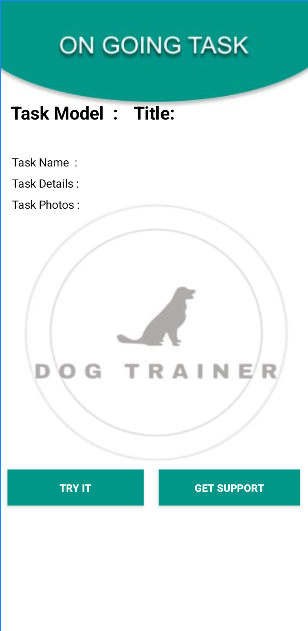 ON GOING TASK
Task Model : Title:
Task Name :
Task Details :
Task Photos :
DOG TRAINER
TRY IT
GET SUPPORT